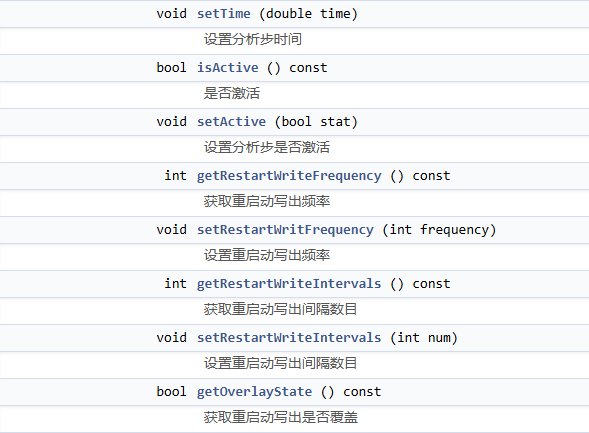 void setTime (double time)
设置分析步时间
bool isActive () const
是否激活
void setActive (bool stat)
设置分析步是否激活
int getRestartWriteFrequency () const
获取重启动写出频率
void setRestartWritFrequency (int frequency)
设置重启动写出频率
int getRestartWriteIntervals () const
获取重启动写出间隔数目
void setRestartWriteIntervals (int num)
设置重启动写出间隔数目
bool getOverlayState () const
获取重启动写出是否覆盖